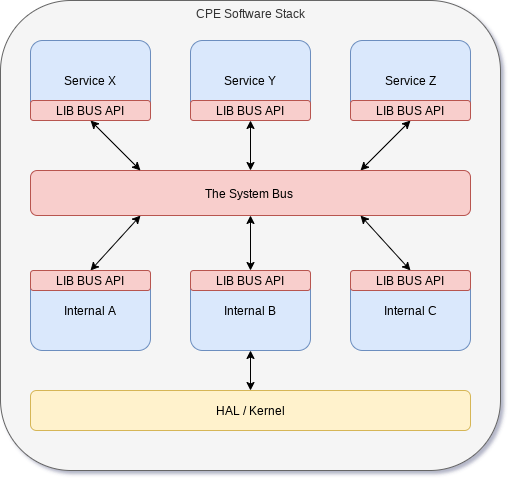 CPE Software Stack
Service X
Service Y
Service Z
LIB BUS API
LIB BUS API
LIB BUS API
The System Bus
LIB BUS API
LIB BUS API
LIB BUS API
Internal A
Internal B
Internal C
HAL / Kernel